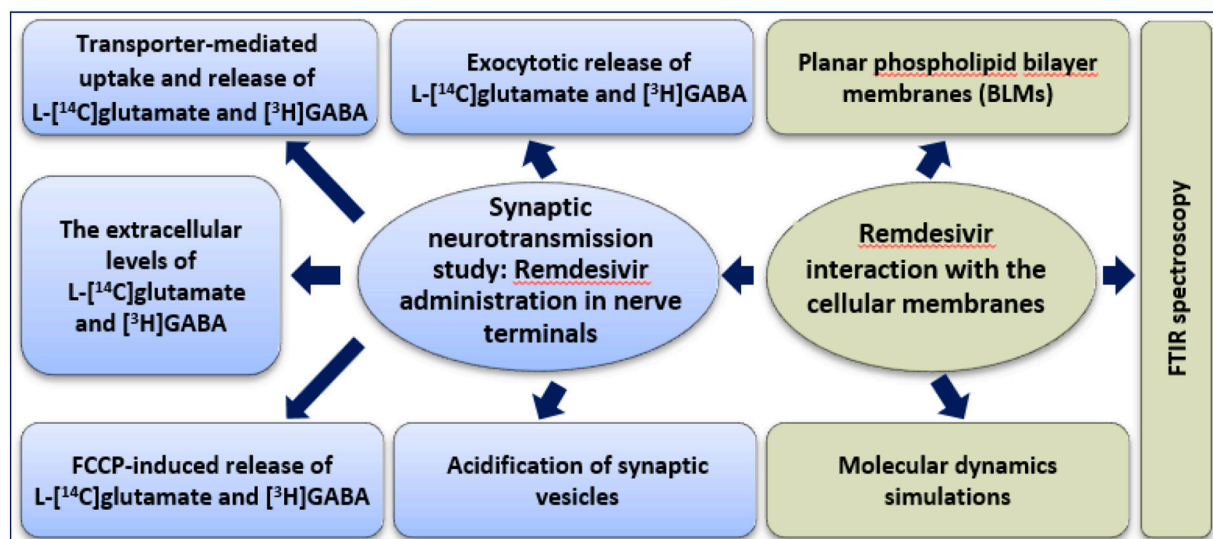 Transporter-mediated
uptake and release of
L-[¹⁴C]glutamate and [³H]GABA
Exocytotic release of
L-[¹⁴C]glutamate and [³H]GABA
Planar phospholipid bilayer
membranes (BLMs)
The extracellular
levels of
L-[¹⁴C]glutamate
and [³H]GABA
Synaptic
neurotransmission
study: Remdesivir
administration in nerve
terminals
Remdesivir
interaction with the
cellular membranes
FTIR spectroscopy
FCCP-induced release of
L-[¹⁴C]glutamate and [³H]GABA
Acidification of synaptic
vesicles
Molecular dynamics
simulations